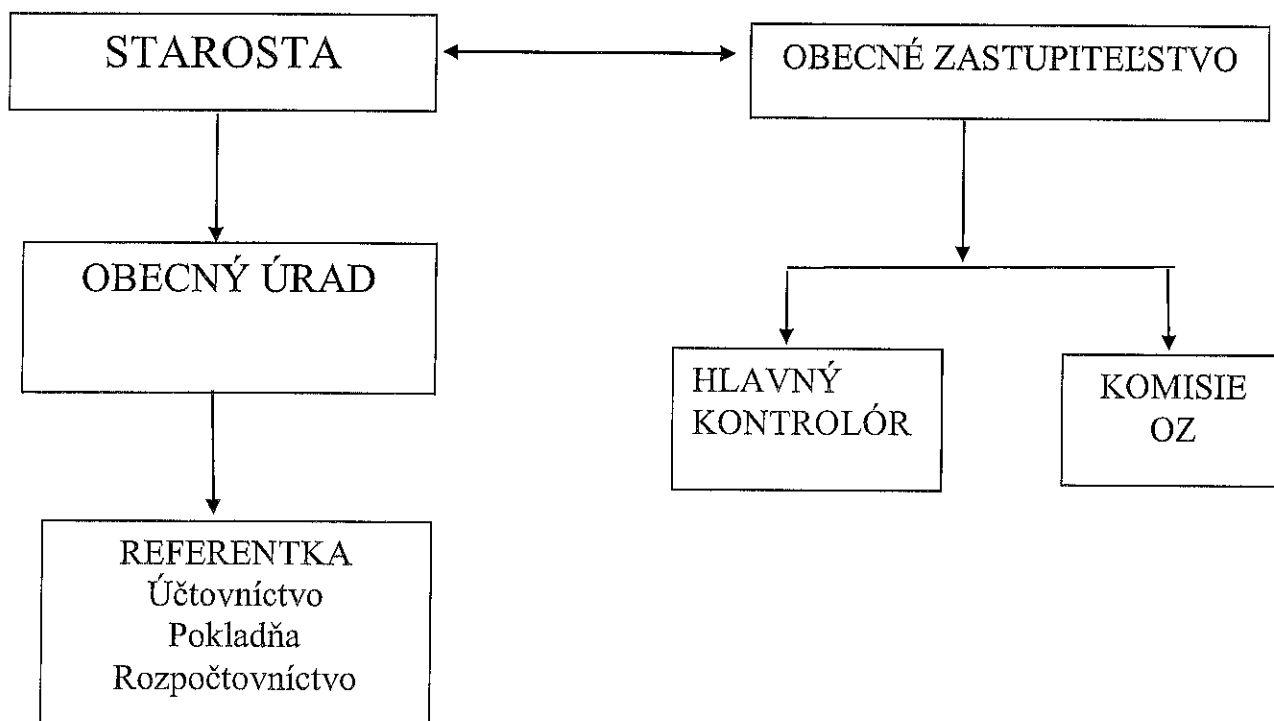 STAROSTA
OBECNÉ ZASTUPITEĽSTVO
OBECNÝ ÚRAD
HLAVNÝ
KONTROLÓR
KOMISIE
OZ
REFERENTKA
Účtovníctvo
Pokladňa
Rozpočtovníctvo